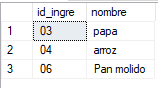 id_ingre nombre
1 03 papa
2 04 arroz
3 06 Pan molido